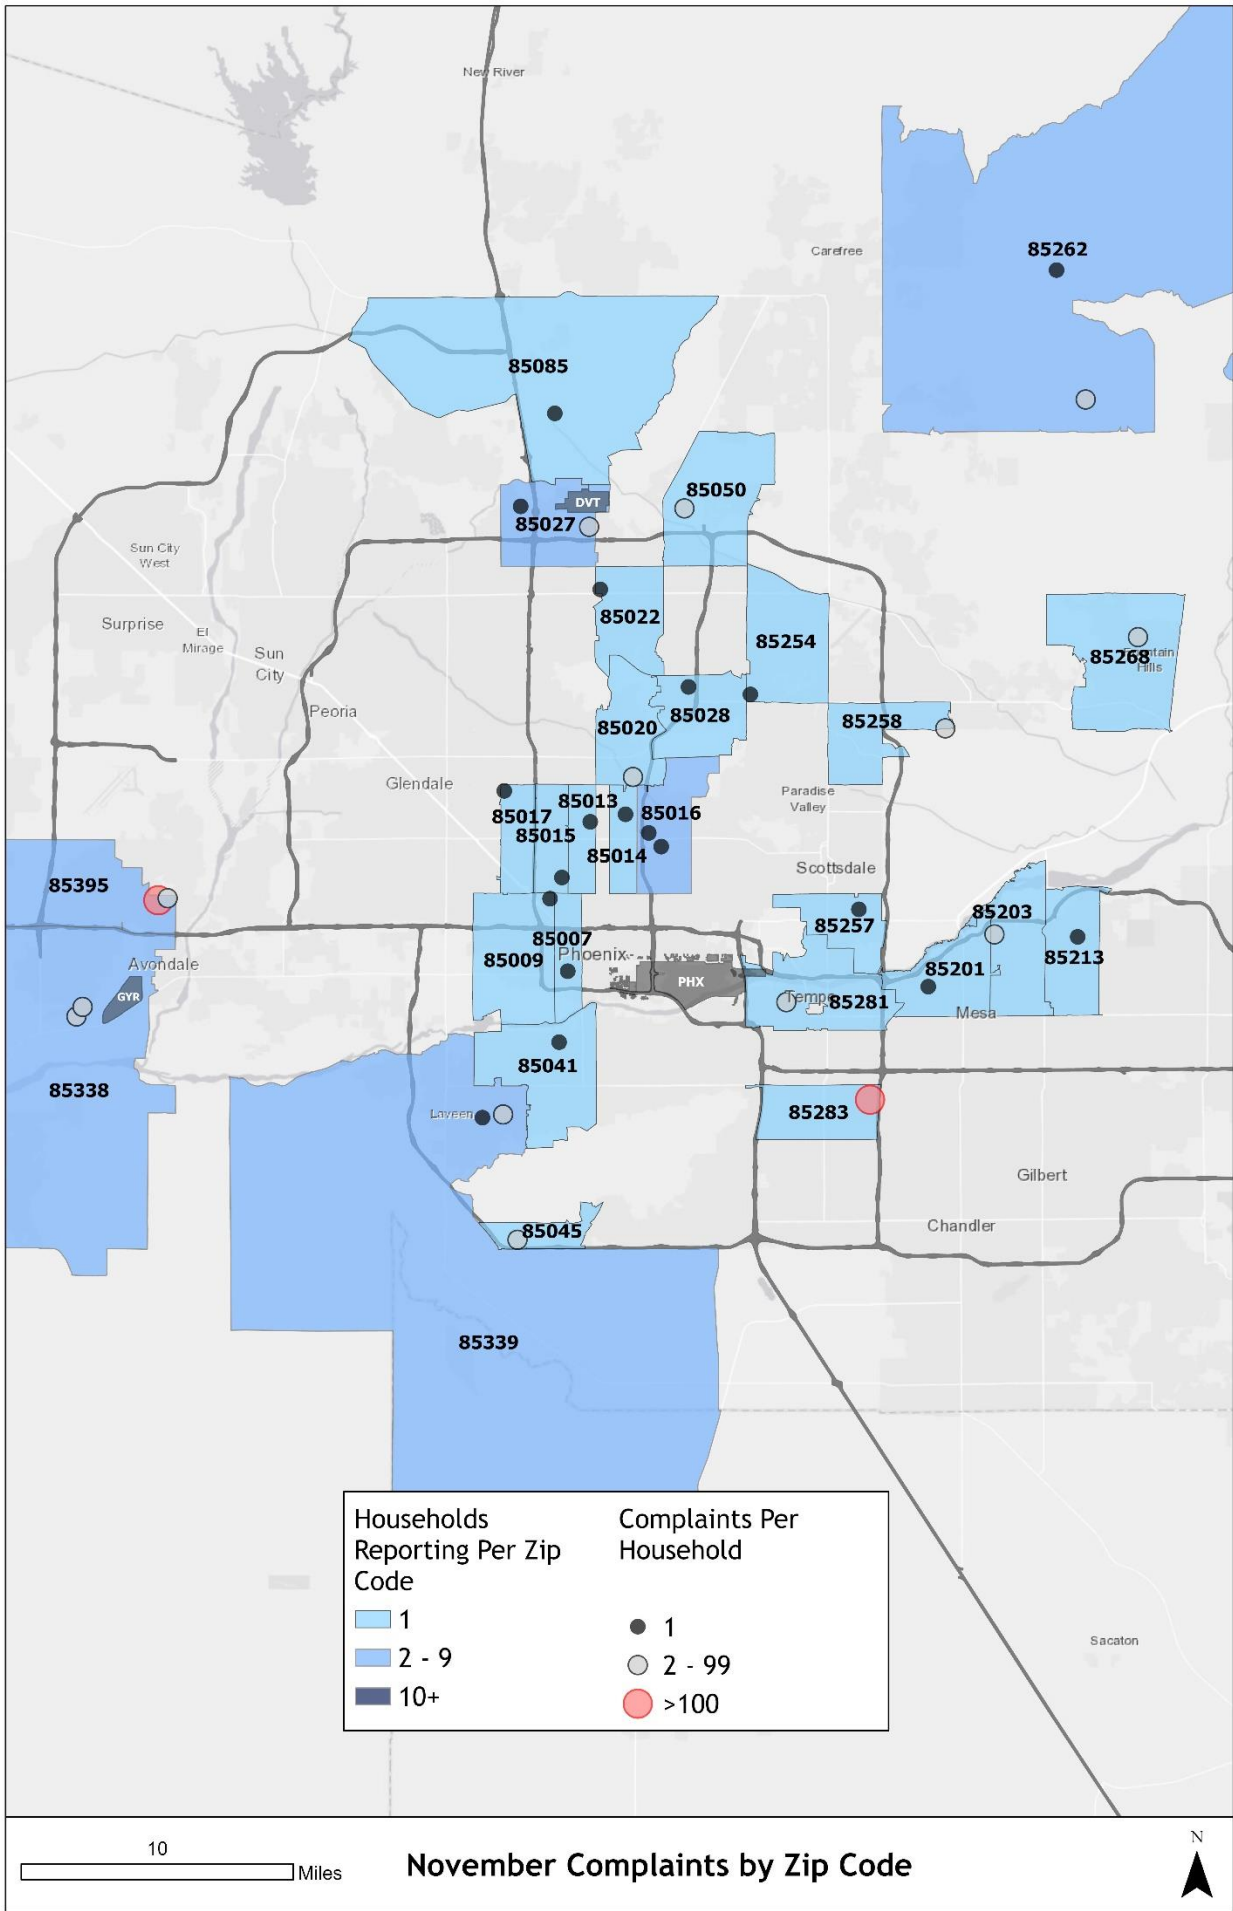 New River
Carefree
85262
85085
85050
DVT
85027
Sun City
West
85022
Surprise
El
Mirage
Sun
City
85254
85268
Hills
Peoria
85020
85028
85258
Glendale
85017
85013
85015
85016
85014
Paradise
Valley
Scottsdale
85395
85203
85257
85007
Phoenix
85009
85201
85213
Avondale
PHX
GYR
Tempe
85281
Mesa
85041
85338
Laveen
85283
Gilbert
85045
Chandler
85339
Households
Reporting Per Zip
Code
1
2 - 9
10+
Complaints Per
Household
1
2 - 99
>100
Sacaton
10
Miles
November Complaints by Zip Code
N